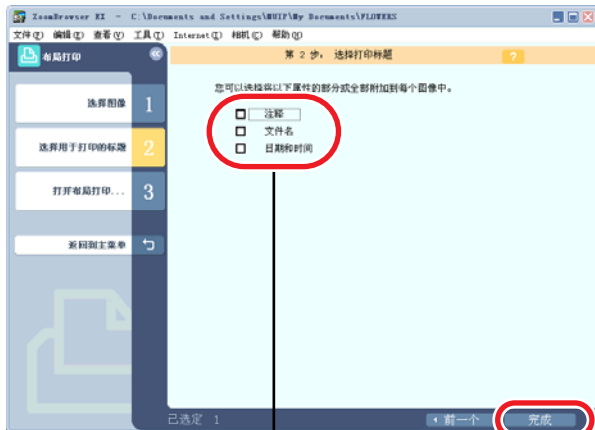 ZoomBrowser EX - C:\Documents and Settings\WUIP\My Documents\FLOWERS
文件(F) 编辑(E) 查看(V) 工具(T) Internet(I) 相机(C) 帮助(H)
布局打印
第 2 步: 选择打印标题
?
您可以选择将以下属性的部分或全部附加到每个图像中。
选择图像 1
注释
文件名
选择用于打印的标题 2
日期和时间
打开布局打印... 3
返回到主菜单
已选定 1
前一个
完成